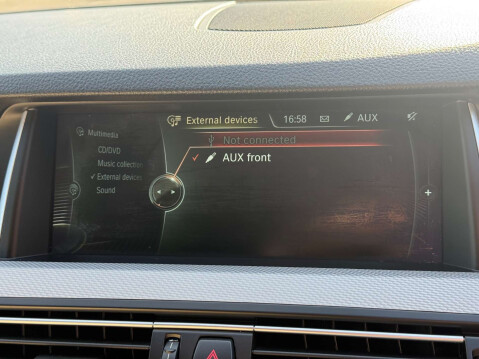 External devices 16:58 AUX
Multimedia
CD/DVD
Music collection
External devices
Sound
Not connected
AUX front